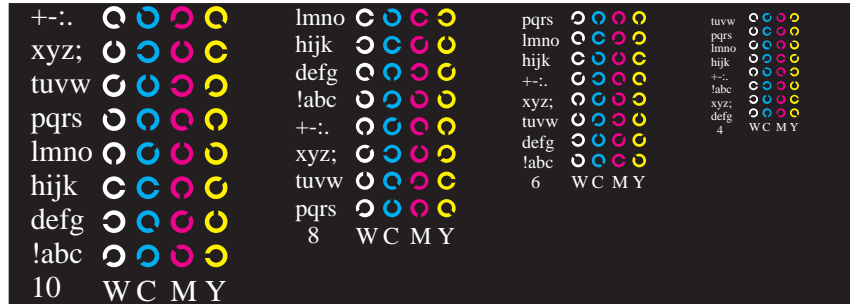 +-:.
xyz;
tuvw
pqrs
lmno
hijk
defg
!abc
10 W C M Y
lmno
hijk
defg
!abc
+-:.
xyz;
tuvw
pqrs
8 W C M Y
pqrs
lmno
hijk
+-:.
xyz;
tuvw
defg
!abc
6 W C M Y
tuvw
pqrs
lmno
hijk
+-:.
!abc
xyz;
defg
4 W C M Y